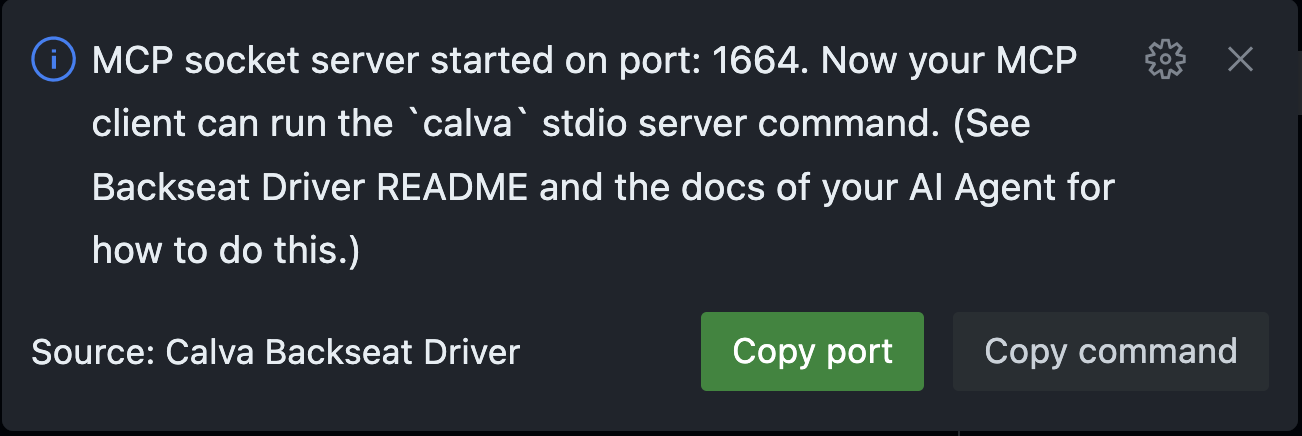 MCP socket server started on port: 1664. Now your MCP
client can run the `calva` stdio server command. (See
Backseat Driver README and the docs of your AI Agent for
how to do this.)
Source: Calva Backseat Driver
Copy port
Copy command